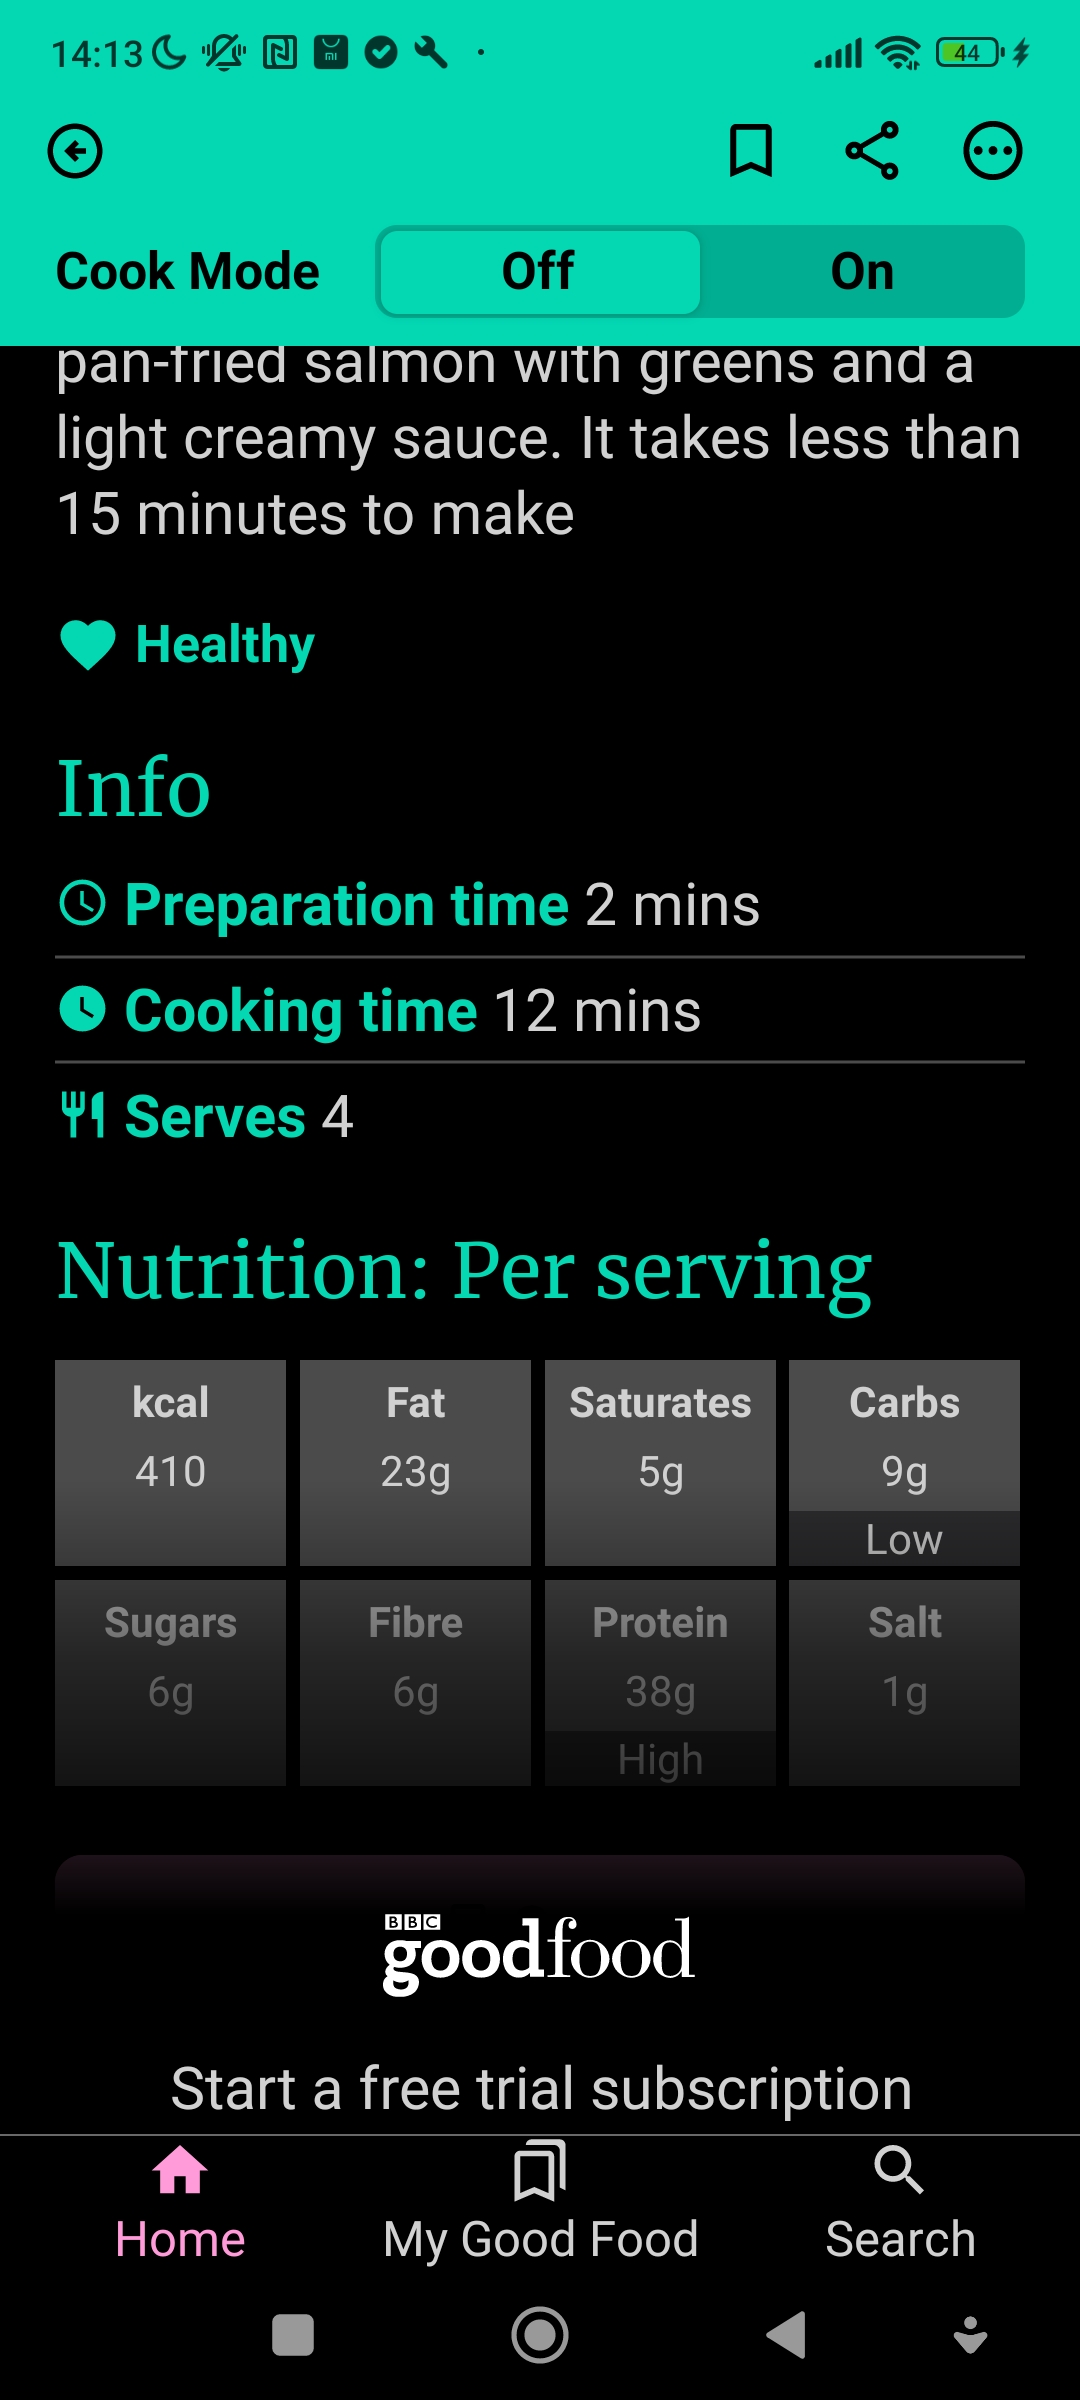 14:13
44
Cook Mode Off On
pan-fried salmon with greens and a
light creamy sauce. It takes less than
15 minutes to make
Healthy
Info
Preparation time 2 mins
Cooking time 12 mins
Serves 4
Nutrition: Per serving
kcal Fat Saturates Carbs
410 23g 5g 9g
Low
Sugars Fibre Protein Salt
6g 6g 38g 1g
High
BBC
goodfood
Start a free trial subscription
Home My Good Food Search